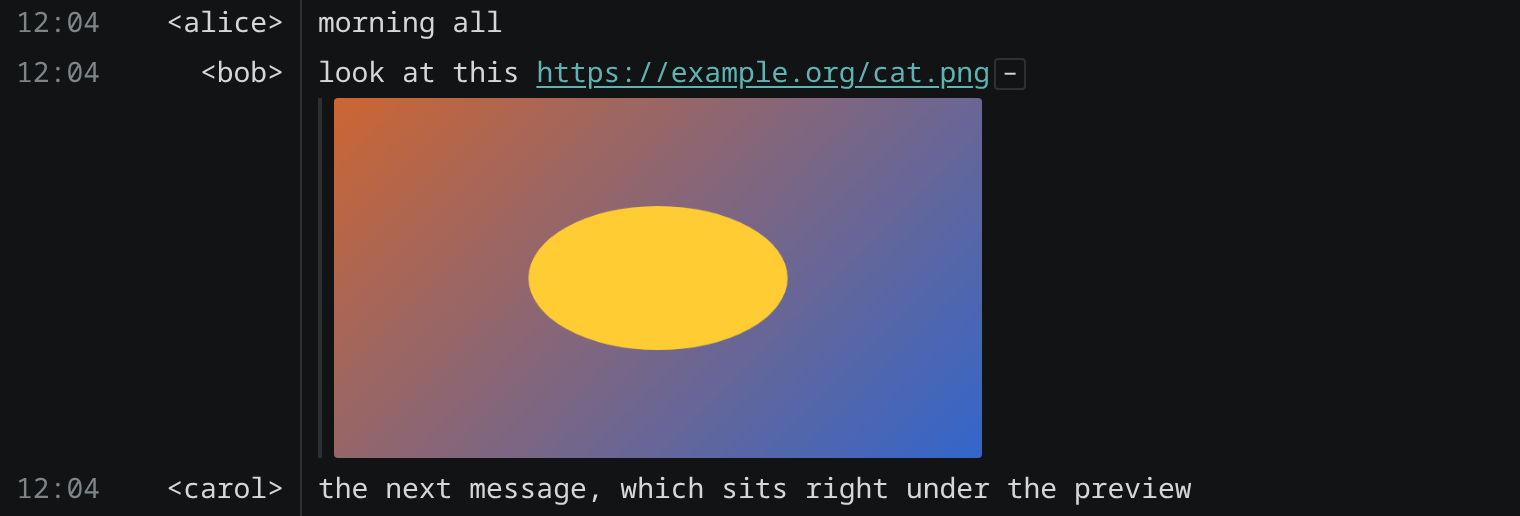 12:04 <alice> morning all
12:04 <bob> look at this https://example.org/cat.png −
12:04 <carol> the next message, which sits right under the preview